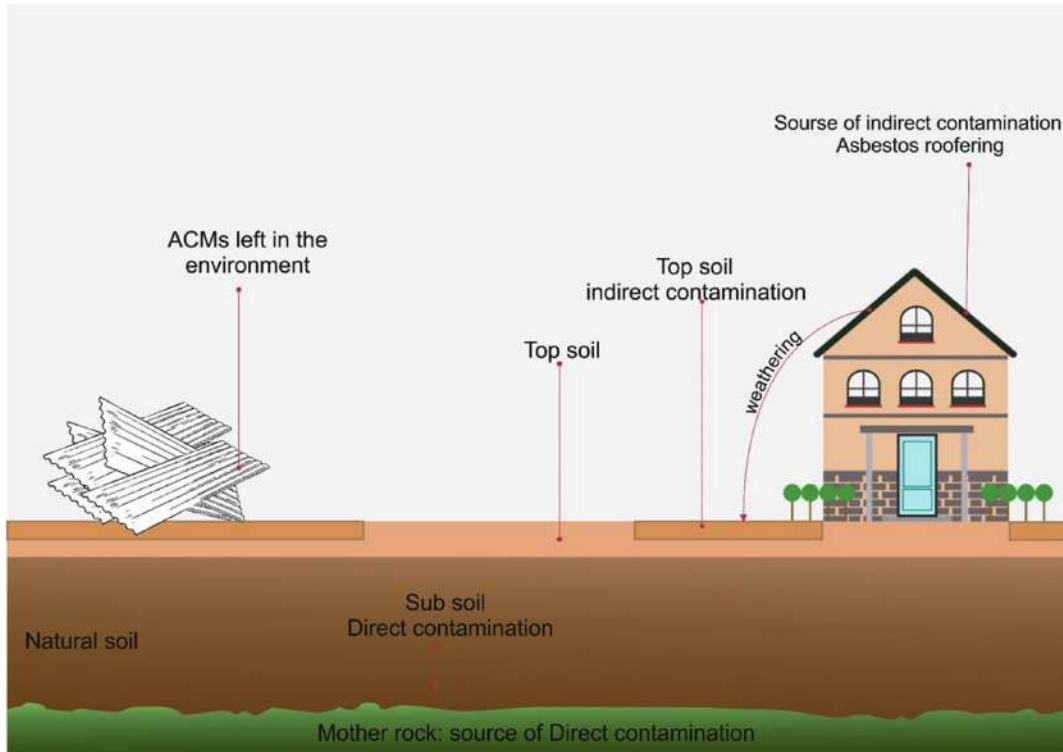 Sourse of indirect contamination
Asbestos roofering
ACMs left in the
environment
Top soil
indirect contamination
weathering
Top soil
Sub soil
Direct contamination
Natural soil
Mother rock: source of Direct contamination